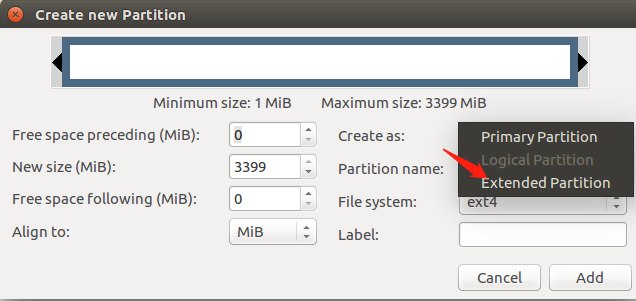 Create new Partition
Minimum size: 1 MiB Maximum size: 3399 MiB
Free space preceding (MiB): 0 Create as: Primary Partition
Logical Partition
New size (MiB): 3399 Partition name: Extended Partition
Free space following (MiB): 0 File system: ext4
Align to: MiB Label:
Cancel Add